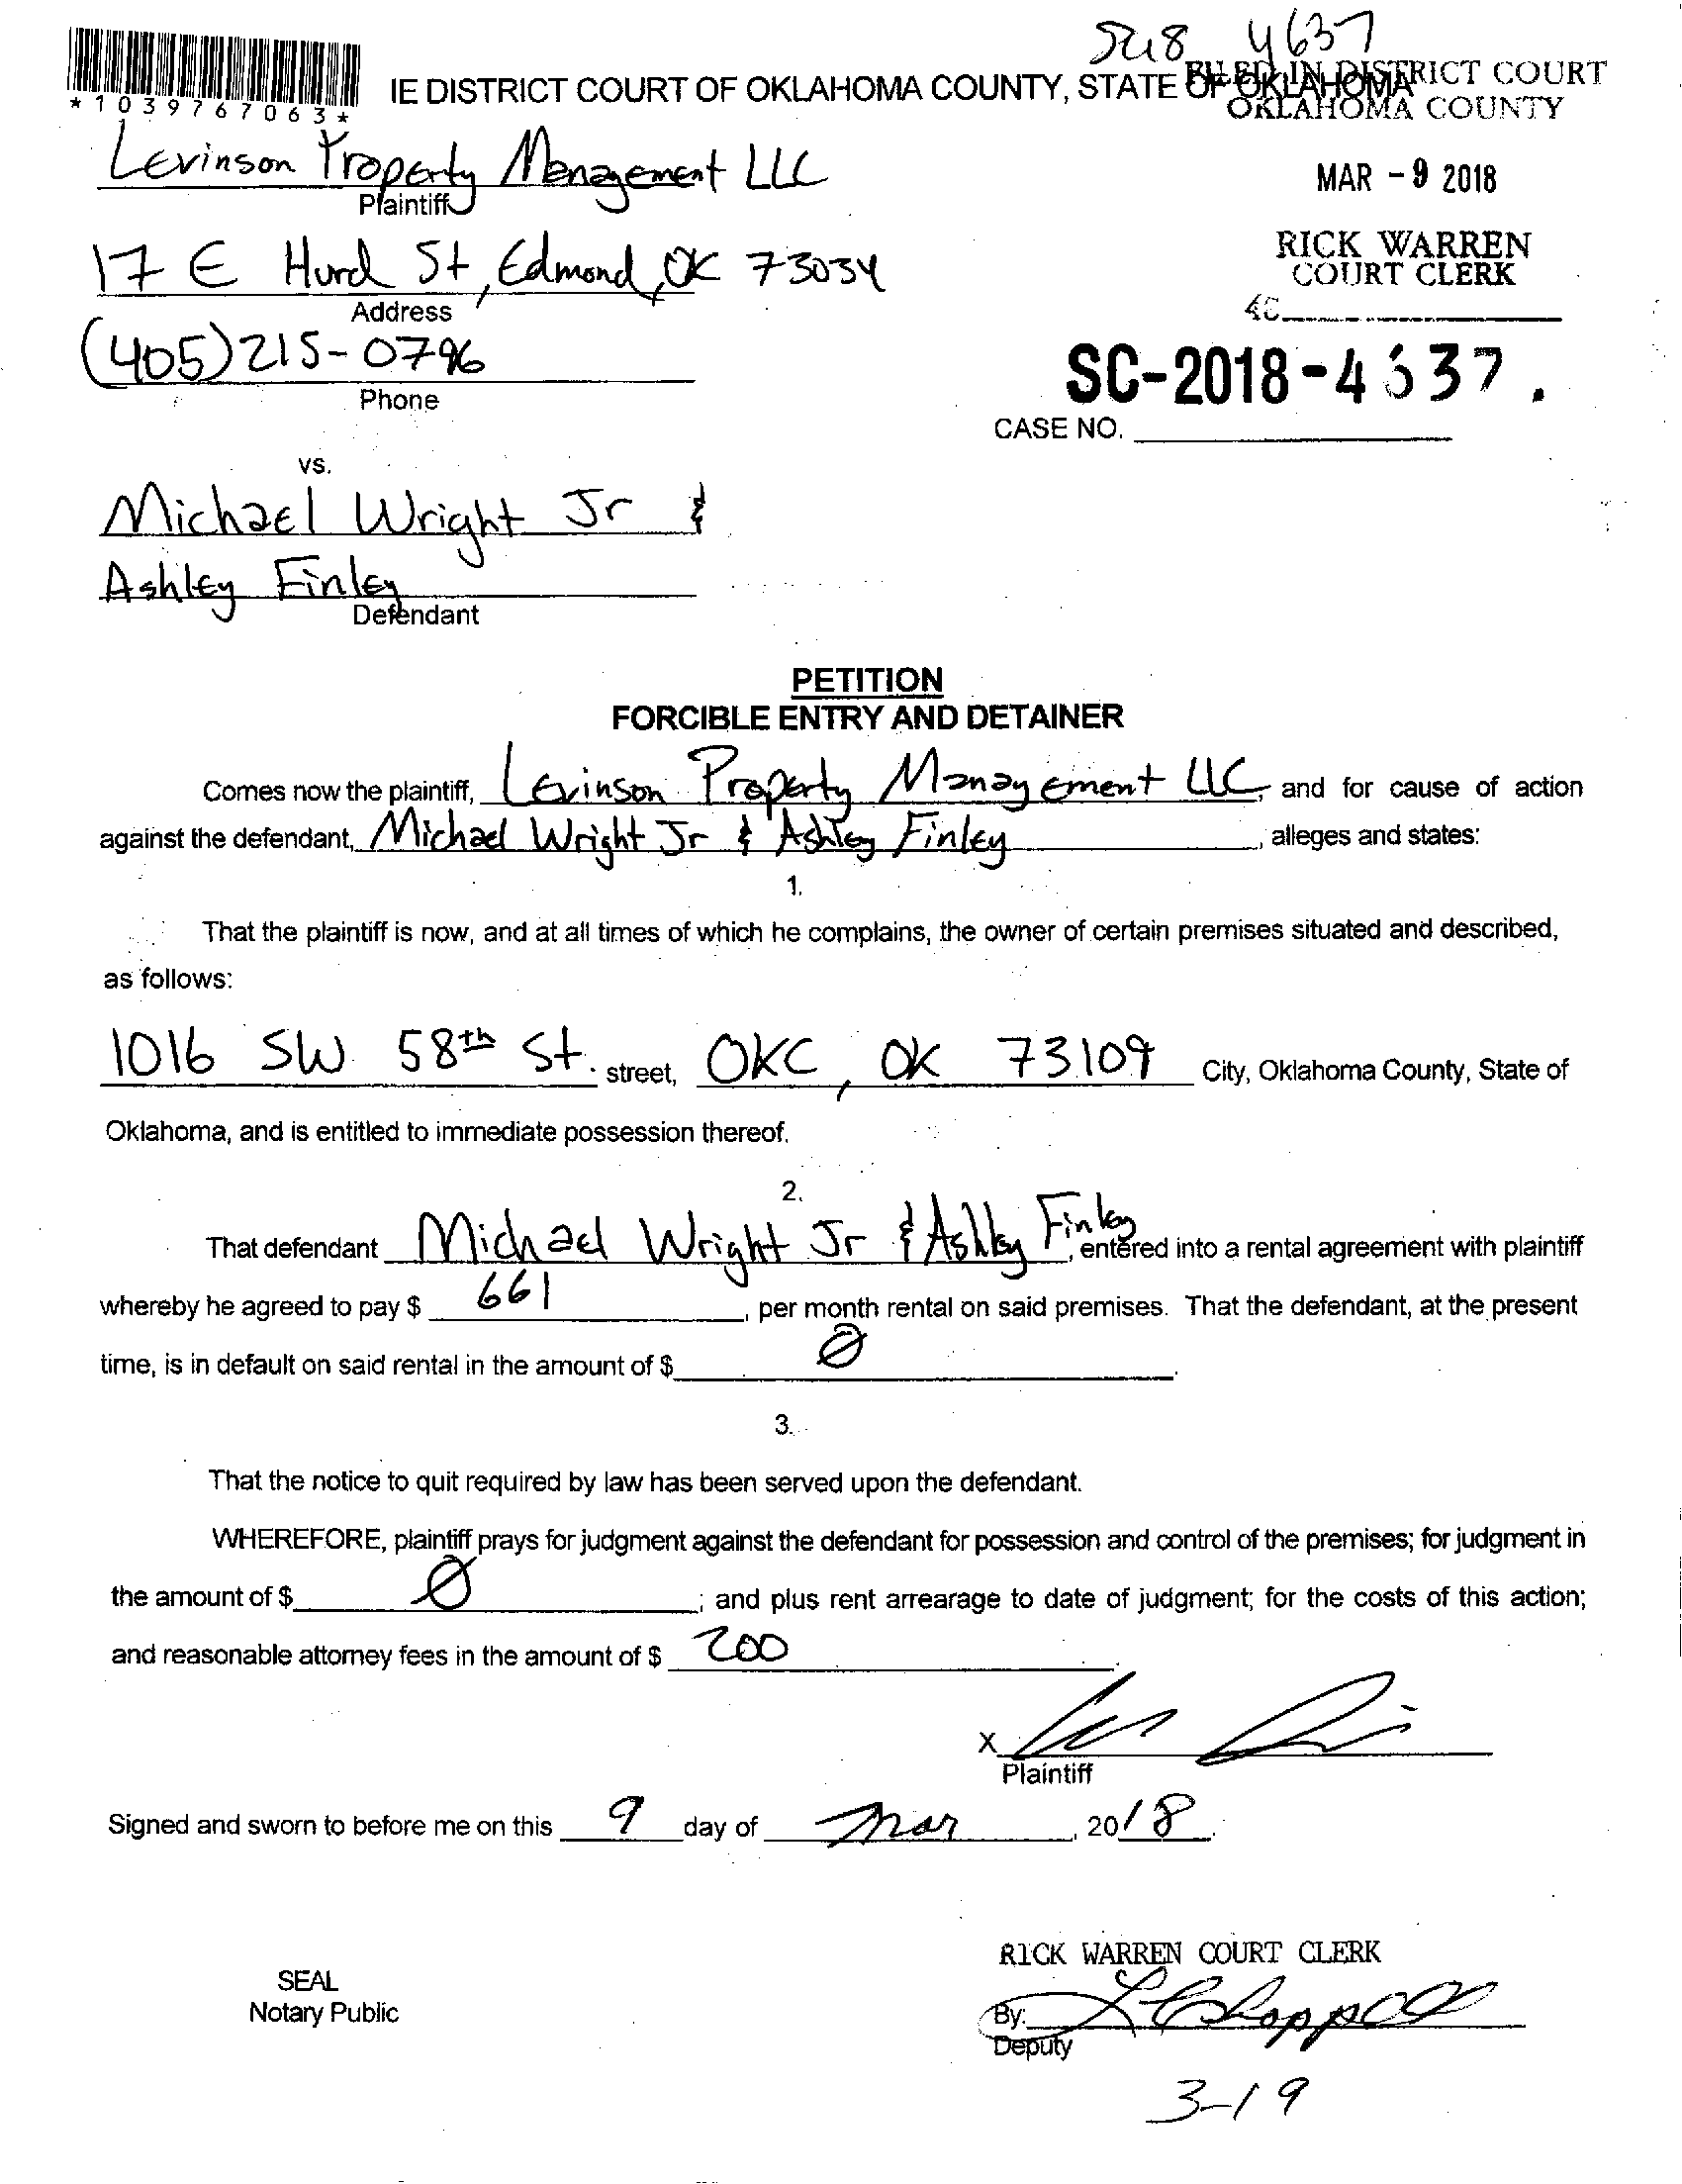 SC18 4637
*1039767063*
IE DISTRICT COURT OF OKLAHOMA COUNTY, STATE OF OKLAHOMA
FILED IN DISTRICT COURT
OKLAHOMA COUNTY
Levinson Property Management LLC
Plaintiff
MAR - 9 2018
17 E Hurd St, Edmond, OK 73034
Address
RICK WARREN
COURT CLERK
(405) 215-0796
Phone
SC-2018-4637.
CASE NO.
vs.
Michael Wright Jr &
Ashley Finley
Defendant
PETITION
FORCIBLE ENTRY AND DETAINER
Comes now the plaintiff, Levinson Property Management LLC, and for cause of action
against the defendant, Michael Wright Jr & Ashley Finley, alleges and states:
1.
That the plaintiff is now, and at all times of which he complains, the owner of certain premises situated and described,
as follows:
1016 SW 58th St. street, OKC, OK 73109 City, Oklahoma County, State of
Oklahoma, and is entitled to immediate possession thereof.
2.
That defendant Michael Wright Jr & Ashley Finley, entered into a rental agreement with plaintiff
whereby he agreed to pay $ 661, per month rental on said premises. That the defendant, at the present
time, is in default on said rental in the amount of $ Ø.
3.
That the notice to quit required by law has been served upon the defendant.
WHEREFORE, plaintiff prays for judgment against the defendant for possession and control of the premises; for judgment in
the amount of $ Ø; and plus rent arrearage to date of judgment; for the costs of this action;
and reasonable attorney fees in the amount of $ 200.
X
Plaintiff
Signed and sworn to before me on this 9 day of Mar, 2018.
RICK WARREN COURT CLERK
SEAL
Notary Public
By:
Deputy
3-19